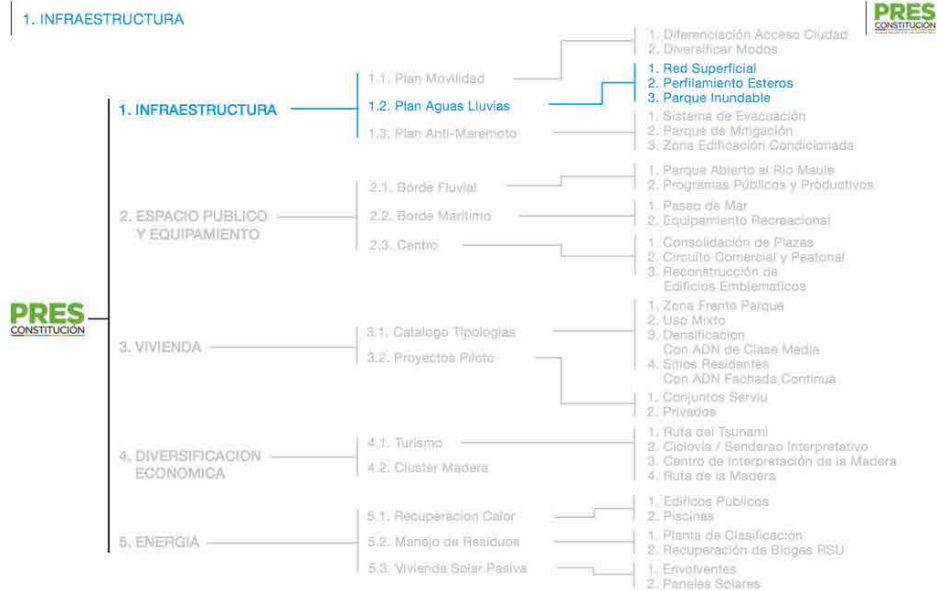 1. INFRAESTRUCTURA
PRES
CONSTITUCIÓN
1. Diferenciación Acceso Ciudad
2. Diversificar Modos
1.1. Plan Movilidad
1. Red Superficial
2. Perfilamiento Esteros
3. Parque Inundable
1. INFRAESTRUCTURA
1.2. Plan Aguas Lluvias
1.3. Plan Anti-Maremoto
1. Sistema de Evacuación
2. Parque de Mitigación
3. Zona Edificación Condicionada
2. ESPACIO PUBLICO
Y EQUIPAMIENTO
2.1. Borde Fluvial
1. Parque Abierto al Río Maule
2. Programas Públicos y Productivos
2.2. Borde Marítimo
1. Paseo de Mar
2. Equipamiento Recreacional
2.3. Centro
1. Consolidación de Plazas
2. Circuito Comercial y Peatonal
3. Reconstrucción de
Edificios Emblematicos
PRES
CONSTITUCIÓN
3. VIVIENDA
3.1. Catalogo Tipologias
1. Zona Frente Parque
2. Uso Mixto
3. Densificacion
Con ADN de Clase Media
4. Sitios Residentes
Con ADN Fachada Continua
3.2. Proyectos Piloto
1. Conjuntos Serviu
2. Privados
4. DIVERSIFICACION
ECONOMICA
4.1. Turismo
1. Ruta del Tsunami
2. Ciclovia / Senderao Interpretativo
3. Centro de Interpretación de la Madera
4. Ruta de la Madera
4.2. Cluster Madera
5. ENERGIA
5.1. Recuperacion Calor
1. Edificos Públicos
2. Piscinas
5.2. Manejo de Residuos
1. Planta de Clasificación
2. Recuperación de Biogas RSU
5.3. Vivienda Solar Pasiva
1. Envolventes
2. Paneles Solares